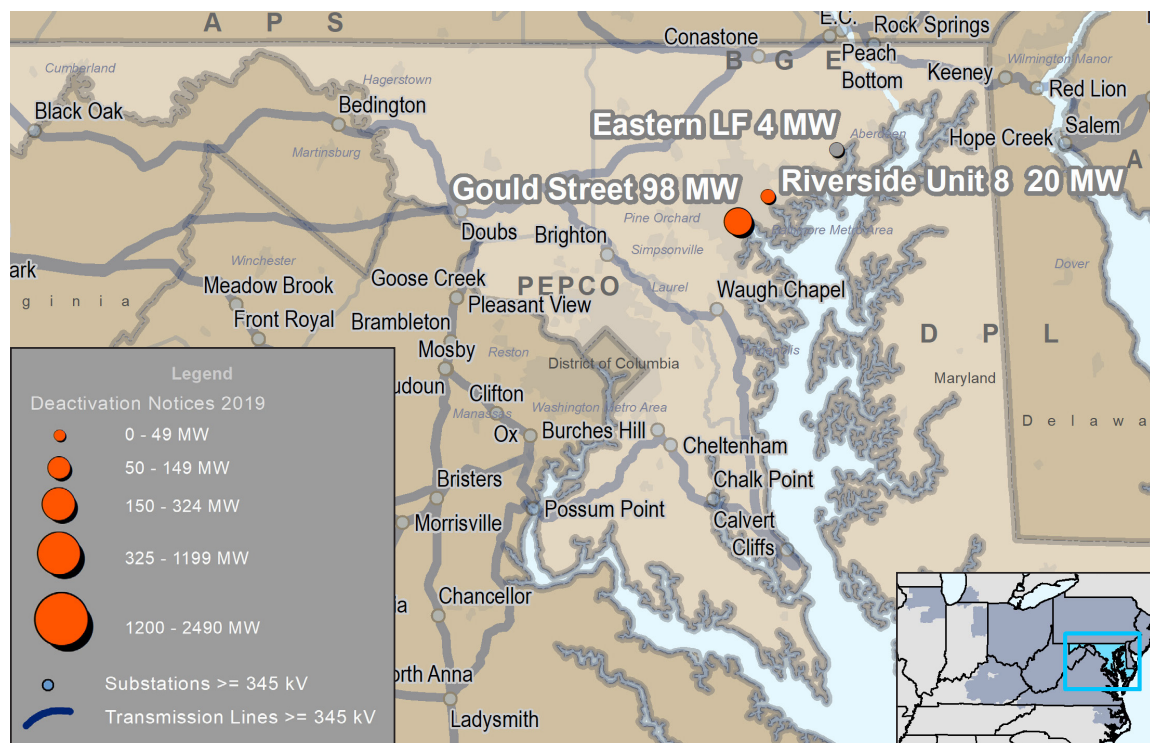 A P S
E.C.
Rock Springs
Conastone
Peach
Bottom
B G E
Cumberland
Hagerstown
Keeney
Wilmington Manor
Red Lion
Black Oak
Bedington
Eastern LF 4 MW
Aberdeen
Hope Creek
Salem
Martinsburg
A
Gould Street 98 MW
Riverside Unit 8 20 MW
Pine Orchard
Baltimore Metro Area
Doubs
Brighton
Simpsonville
Winchester
Dover
ark
Goose Creek
PEPCO
Laurel
g i n i a
Meadow Brook
Pleasant View
Waugh Chapel
Front Royal
Brambleton
D P L
Mosby
Reston
District of Columbia
Maryland
udoun
Clifton
Manassas
Washington Metro Area
Delawa
Ox
Burches Hill
Cheltenham
Bristers
Chalk Point
Possum Point
Morrisville
Calvert
Cliffs
Chancellor
ia
orth Anna
Ladysmith
Legend
Deactivation Notices 2019
0 - 49 MW
50 - 149 MW
150 - 324 MW
325 - 1199 MW
1200 - 2490 MW
Substations >= 345 kV
Transmission Lines >= 345 kV